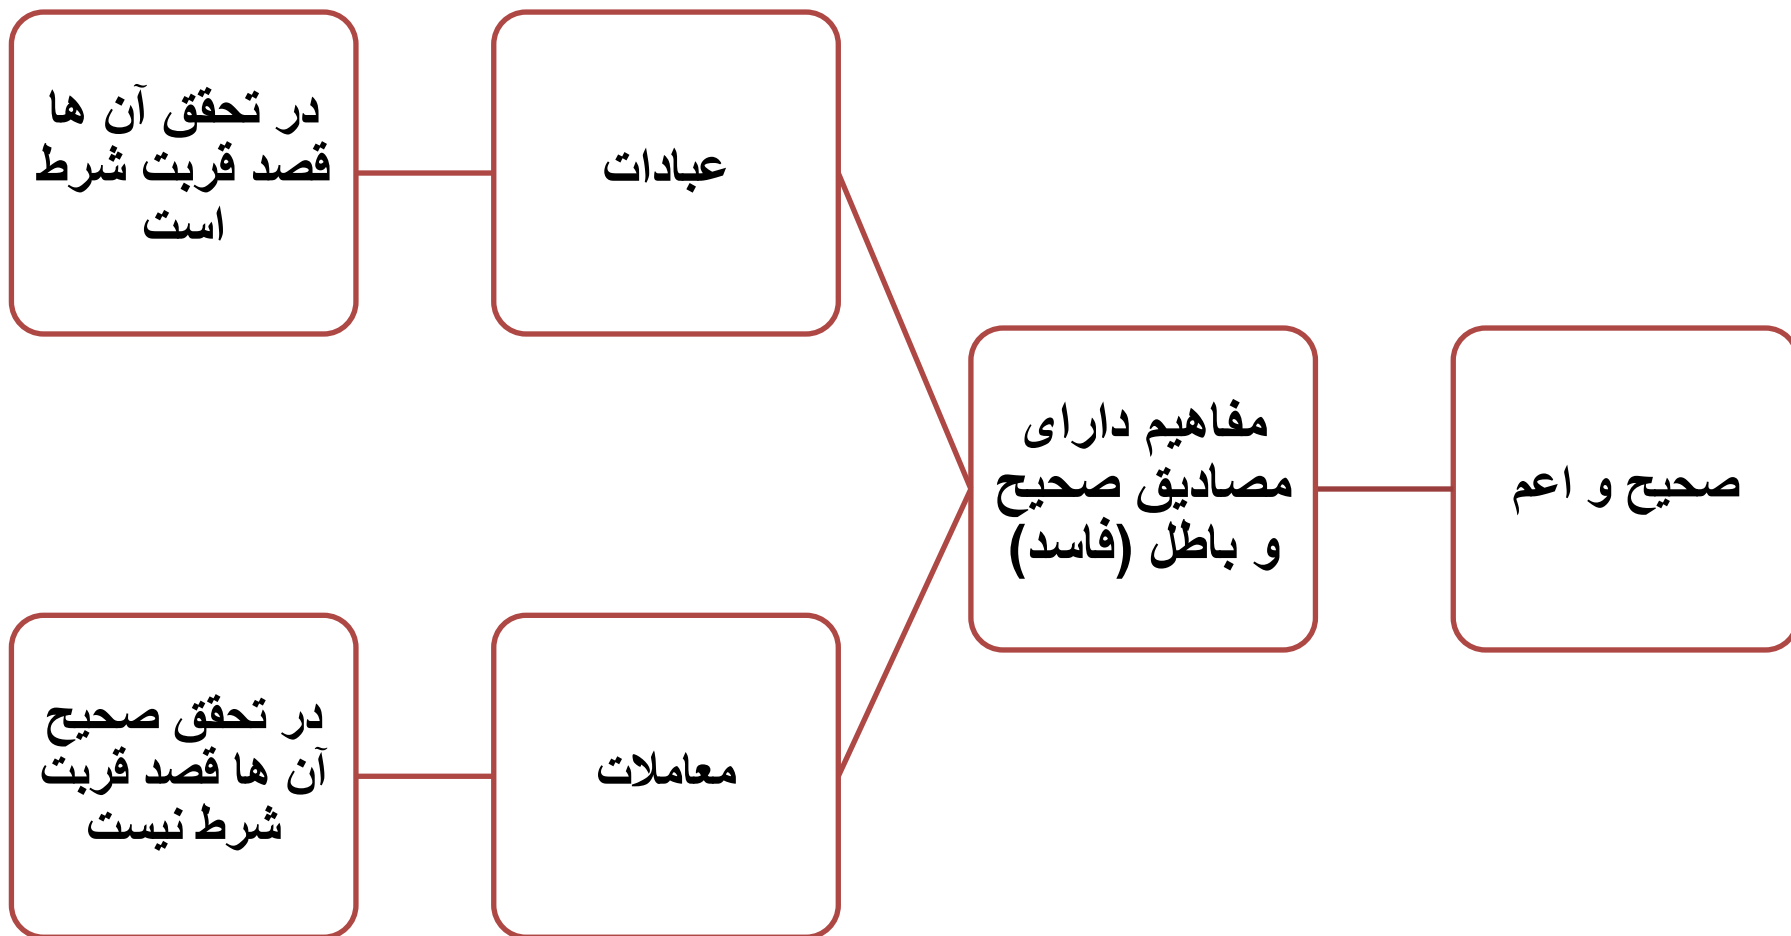 صحیح و اعم
مفاهیم دارای
مصادیق صحیح
و باطل (فاسد)
عبادات
در تحقق آن ها
قصد قربت شرط
است
معاملات
در تحقق صحیح
آن ها قصد قربت
شرط نیست